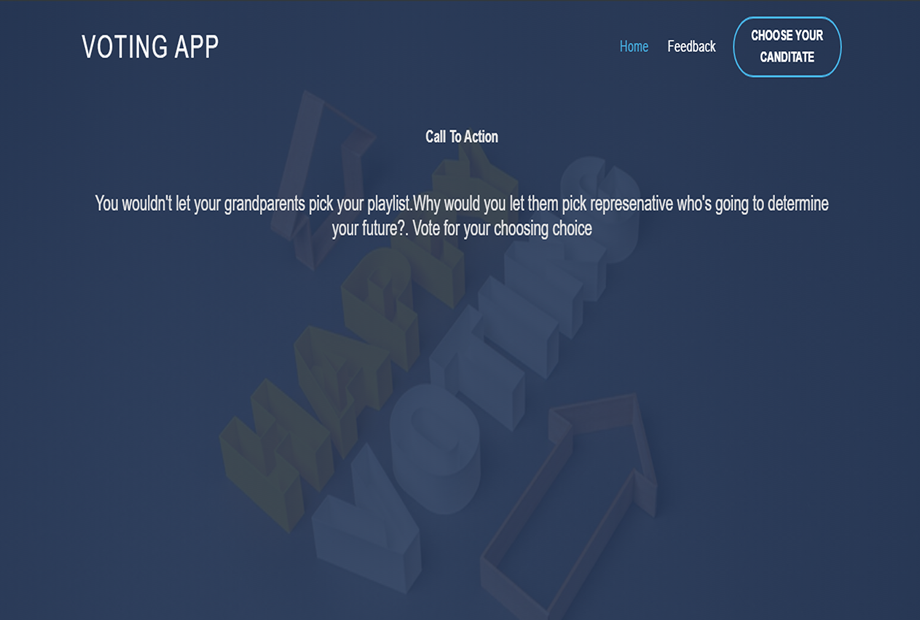 VOTING APP
Home
Feedback
CHOOSE YOUR
CANDITATE
Call To Action
You wouldn't let your grandparents pick your playlist.Why would you let them pick represenative who's going to determine
your future?. Vote for your choosing choice
MAGYK
VOTING